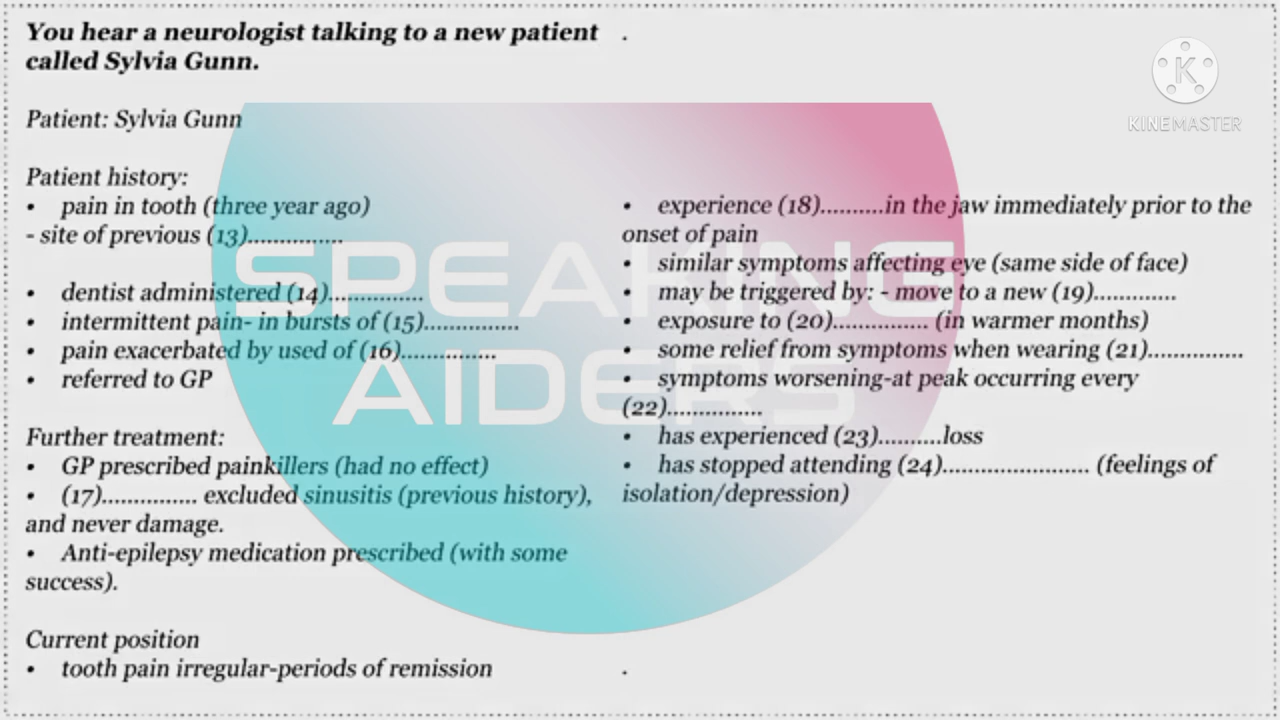 You hear a neurologist talking to a new patient .
called Sylvia Gunn.
Patient: Sylvia Gunn
Patient history:
• pain in tooth (three year ago)
- site of previous (13)...............
• dentist administered (14)...............
• intermittent pain- in bursts of (15)...............
• pain exacerbated by used of (16)...............
• referred to GP
Further treatment:
• GP prescribed painkillers (had no effect)
• (17)............... excluded sinusitis (previous history),
and never damage.
• Anti-epilepsy medication prescribed (with some
success).
Current position
• tooth pain irregular-periods of remission .
• experience (18)..........in the jaw immediately prior to the
onset of pain
• similar symptoms affecting eye (same side of face)
• may be triggered by: - move to a new (19).............
• exposure to (20)............... (in warmer months)
• some relief from symptoms when wearing (21)...............
• symptoms worsening-at peak occurring every
(22)...............
• has experienced (23)..........loss
• has stopped attending (24)....................... (feelings of
isolation/depression)
SPEAKING
AIDERS
K
KINEMASTER